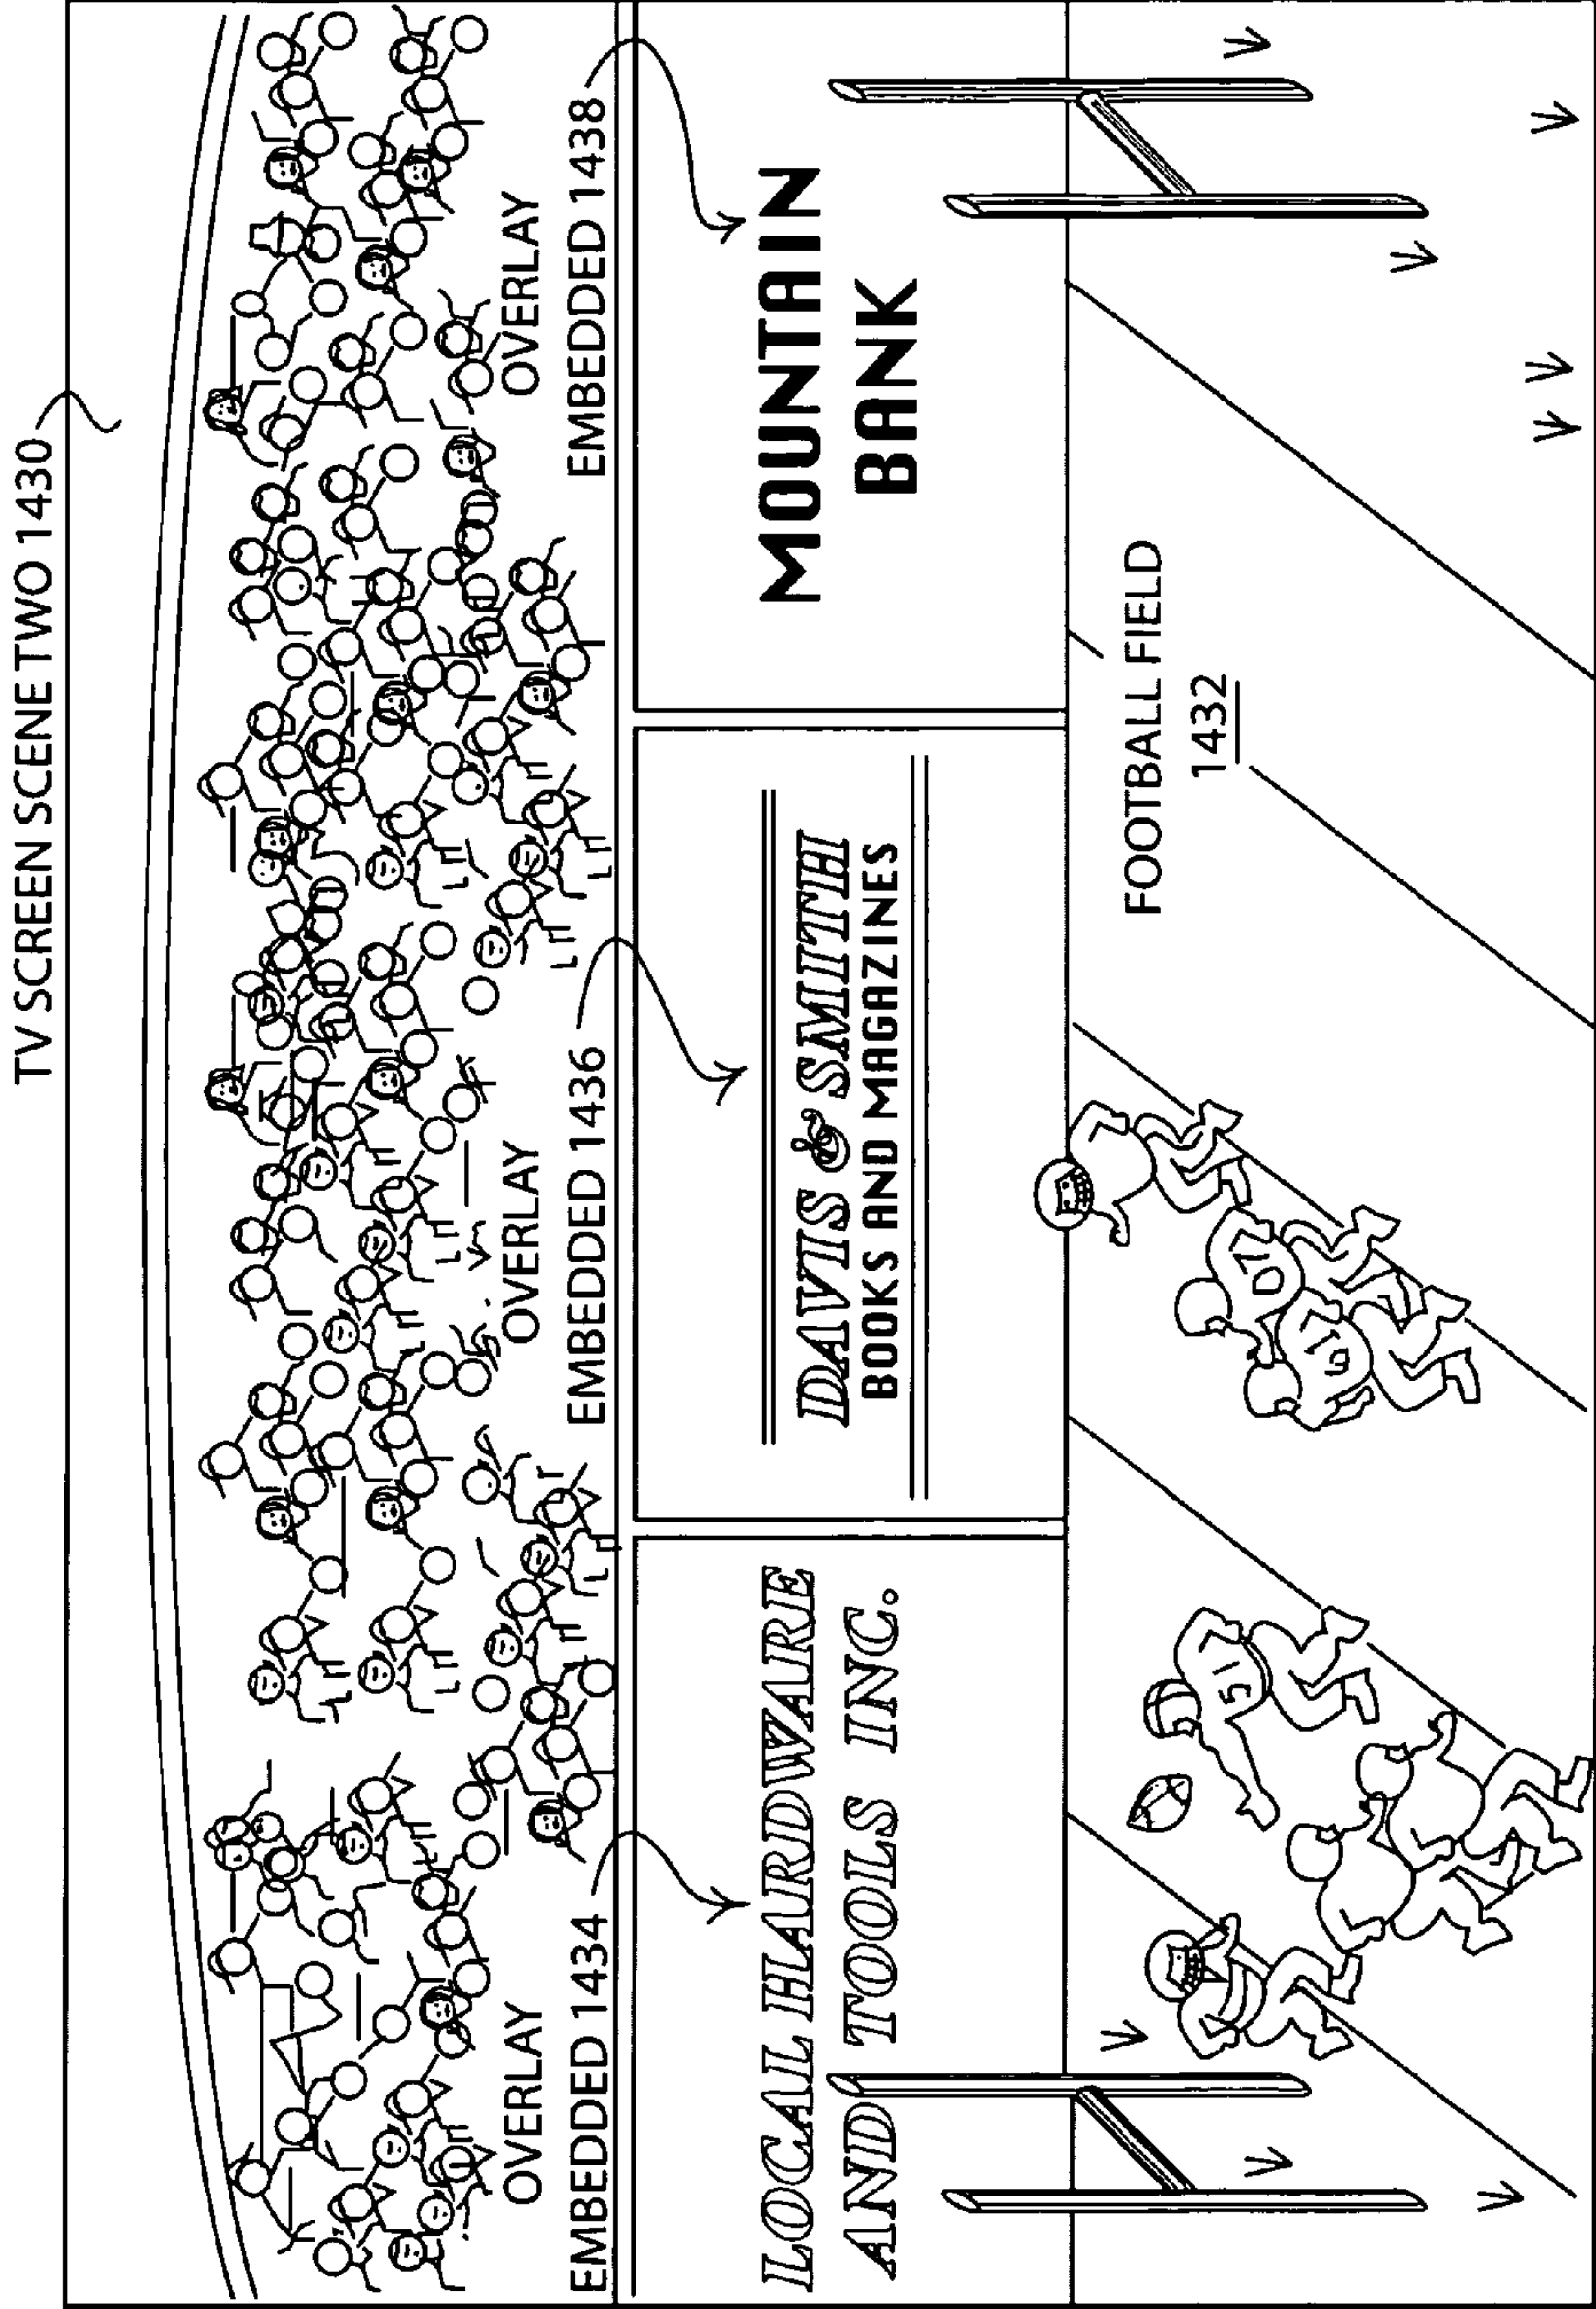 TV SCREEN SCENE TWO 1430
OVERLAY
EMBEDDED 1434
OVERLAY
EMBEDDED 1436
OVERLAY
EMBEDDED 1438
LOCAL HARDWARE
AND TOOLS INC.
DAVIS & SMITH
BOOKS AND MAGAZINES
MOUNTAIN
BANK
FOOTBALL FIELD
1432
51